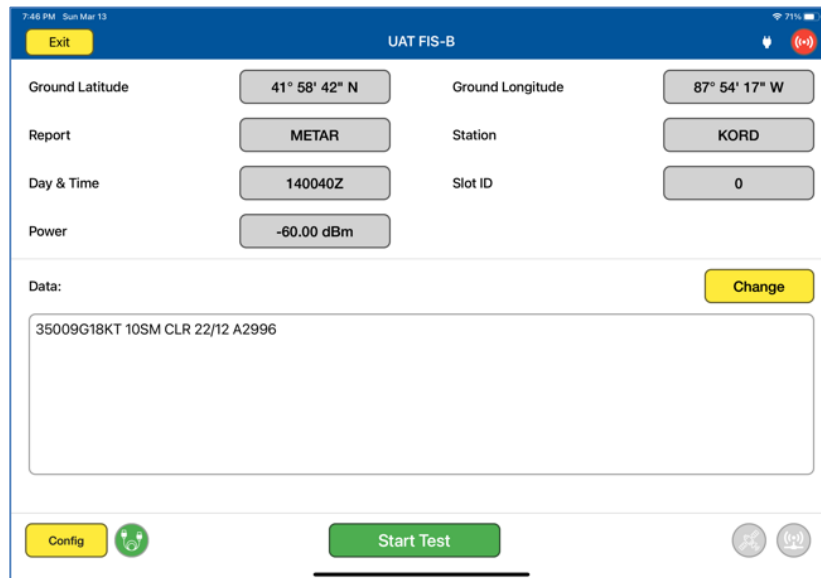 7:46 PM Sun Mar 13 71%
Exit UAT FIS-B
Ground Latitude 41° 58' 42" N Ground Longitude 87° 54' 17" W
Report METAR Station KORD
Day & Time 140040Z Slot ID 0
Power -60.00 dBm
Data: Change
35009G18KT 10SM CLR 22/12 A2996
Config Start Test